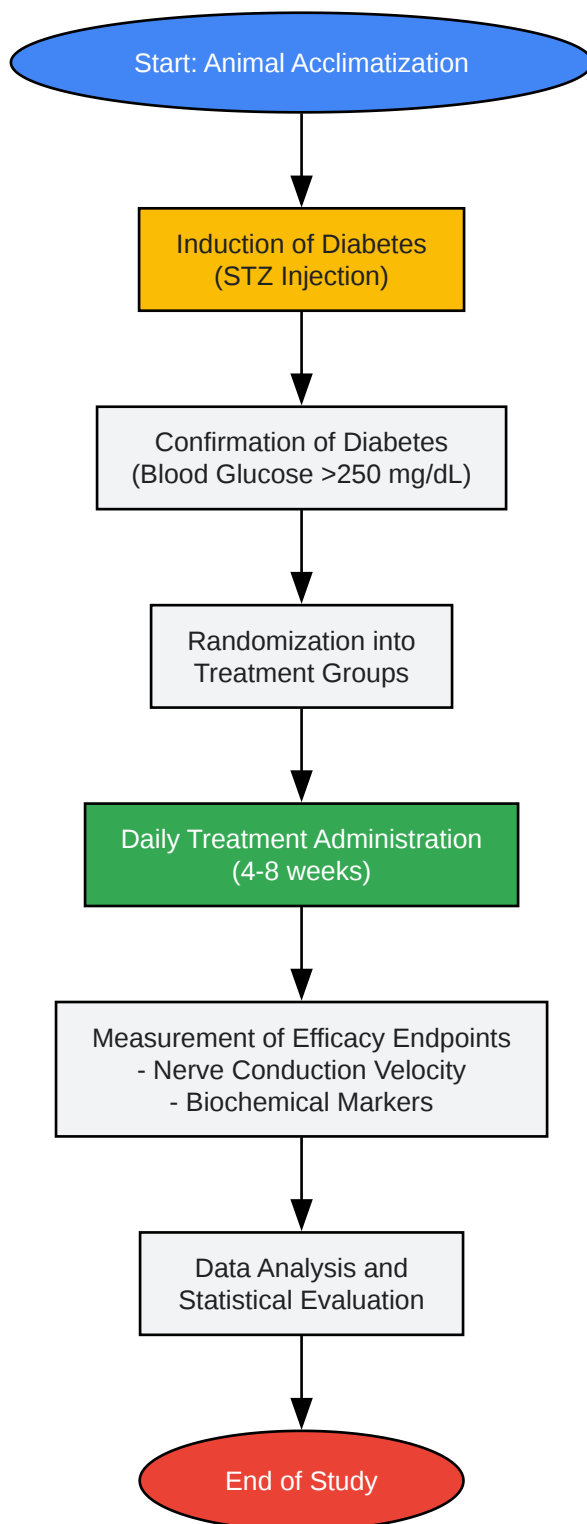 Start: Animal Acclimatization
Induction of Diabetes
(STZ Injection)
Confirmation of Diabetes
(Blood Glucose >250 mg/dL)
Randomization into
Treatment Groups
Daily Treatment Administration
(4-8 weeks)
Measurement of Efficacy Endpoints
- Nerve Conduction Velocity
- Biochemical Markers
Data Analysis and
Statistical Evaluation
End of Study